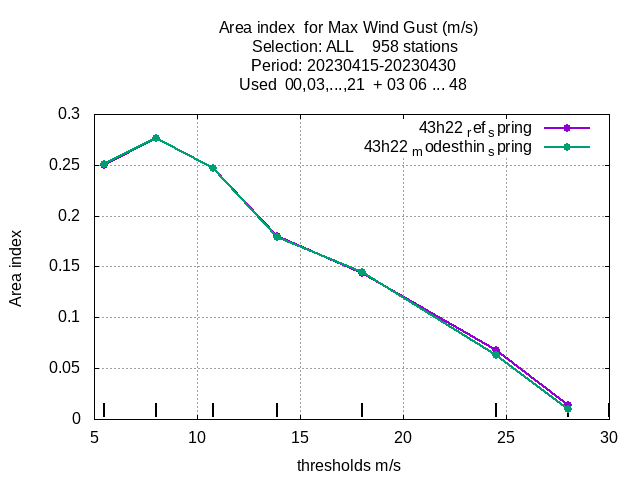 Area index  for Max Wind Gust (m/s)
Selection: ALL    958 stations
Period: 20230415-20230430
Used  00,03,...,21  + 03 06 ... 48
0.3
43h22 ref spring
0.25
43h22 modesthin spring
0.2
0.15
Area index
0.1
0.05
0
5 10 15 20 25 30
thresholds m/s